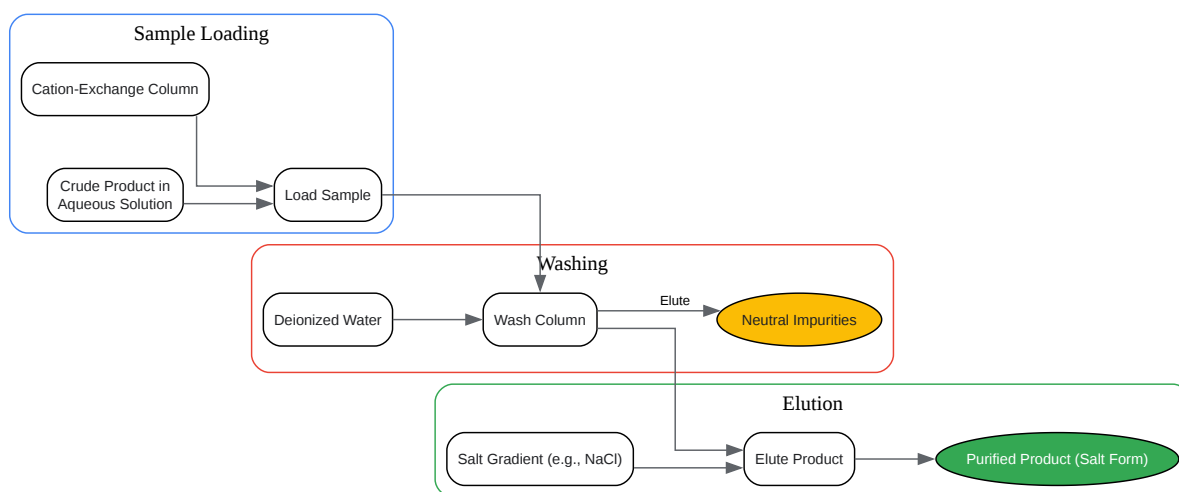 Sample Loading
Cation-Exchange Column
Crude Product in
Aqueous Solution
Load Sample
Washing
Deionized Water
Wash Column
Elute
Neutral Impurities
Elution
Salt Gradient (e.g., NaCl)
Elute Product
Purified Product (Salt Form)